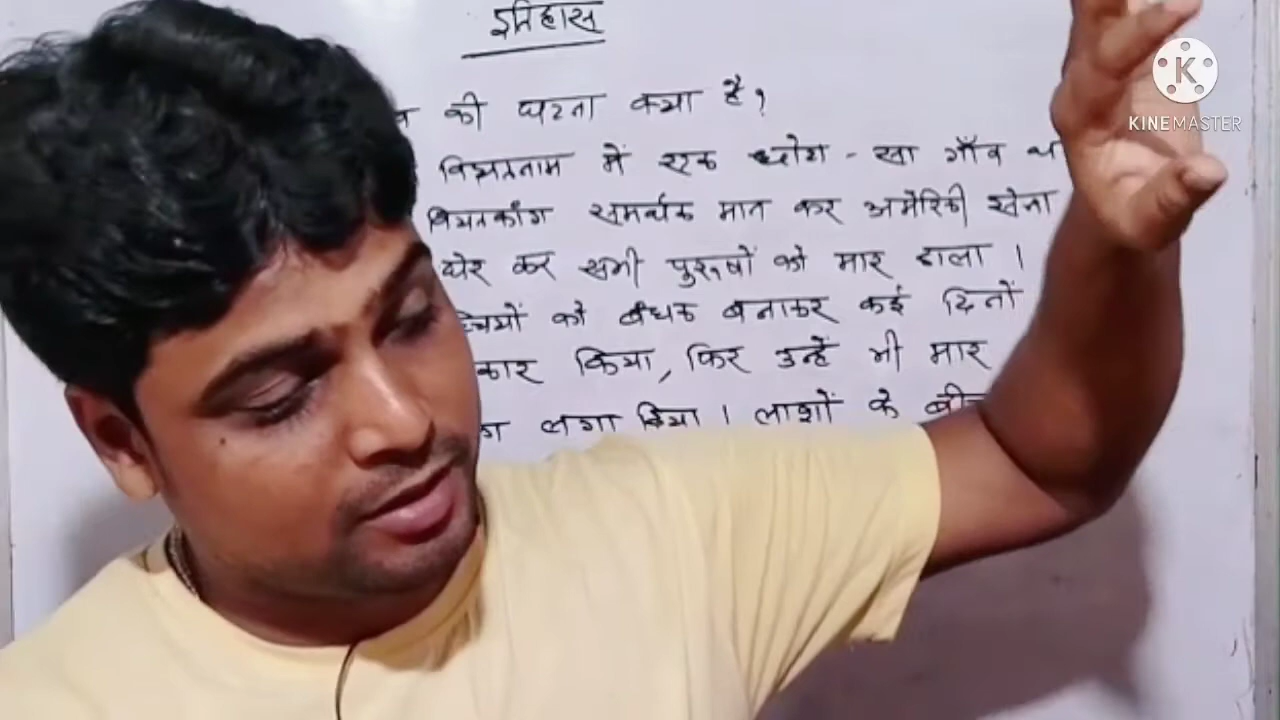 इतिहास
की घटना क्या है?
वियतनाम में एक छोटा - सा गाँव था
वियतकांग समर्थक मान कर अमेरिकी सेना
घेर कर सभी पुरूषों को मार डाला ।
को बंधक बनाकर कई दिनों
कार किया, फिर उन्हें भी मार
लगा दिया । लाशों के बीच
K
KINEMASTER